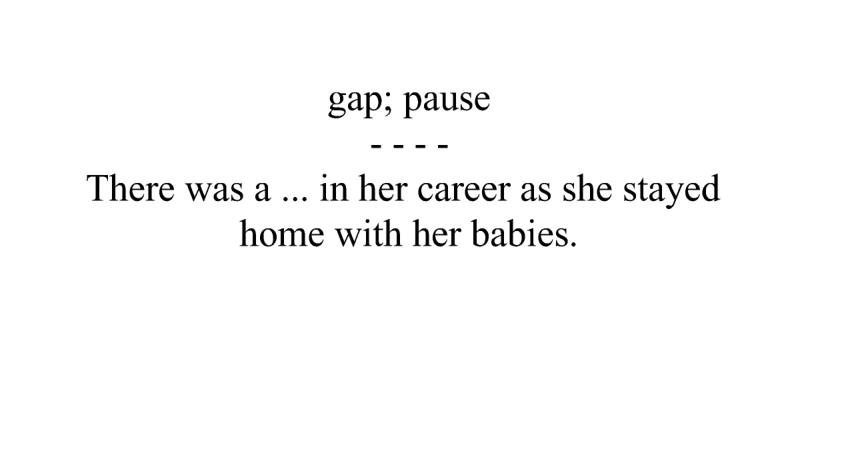 gap; pause
- - - -
There was a ... in her career as she stayed
home with her babies.